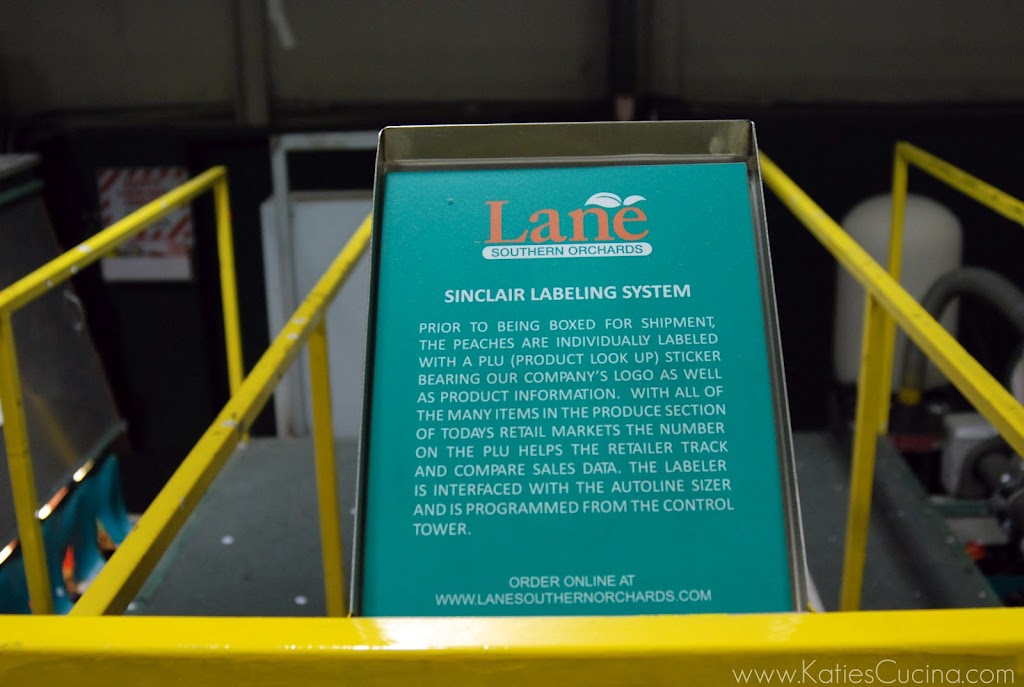 Lane
SOUTHERN ORCHARDS
SINCLAIR LABELING SYSTEM
PRIOR TO BEING BOXED FOR SHIPMENT,
THE PEACHES ARE INDIVIDUALLY LABELED
WITH A PLU (PRODUCT LOOK UP) STICKER
BEARING OUR COMPANY'S LOGO AS WELL
AS PRODUCT INFORMATION. WITH ALL OF
THE MANY ITEMS IN THE PRODUCE SECTION
OF TODAYS RETAIL MARKETS THE NUMBER
ON THE PLU HELPS THE RETAILER TRACK
AND COMPARE SALES DATA. THE LABELER
IS INTERFACED WITH THE AUTOLINE SIZER
AND IS PROGRAMMED FROM THE CONTROL
TOWER.
ORDER ONLINE AT
WWW.LANESOUTHERNORCHARDS.COM
www.KatiesCucina.com